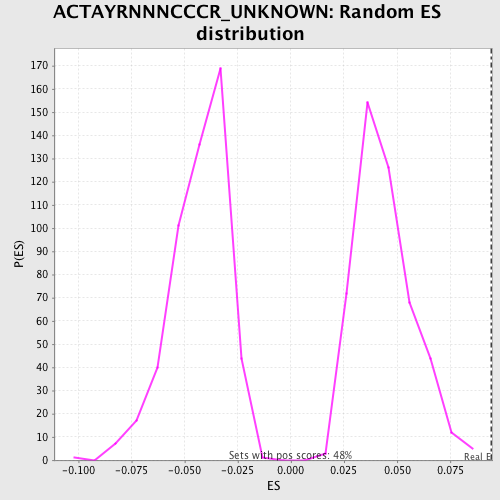 ACTAYRNNNCCCR_UNKNOWN: Random ES
distribution
170
160
150
140
130
120
110
100
90
80
70
60
50
40
30
20
10
0
P(ES)
Sets with pos scores: 48%
Real E
-0.100 -0.075 -0.050 -0.025 0.000 0.025 0.050 0.075
ES